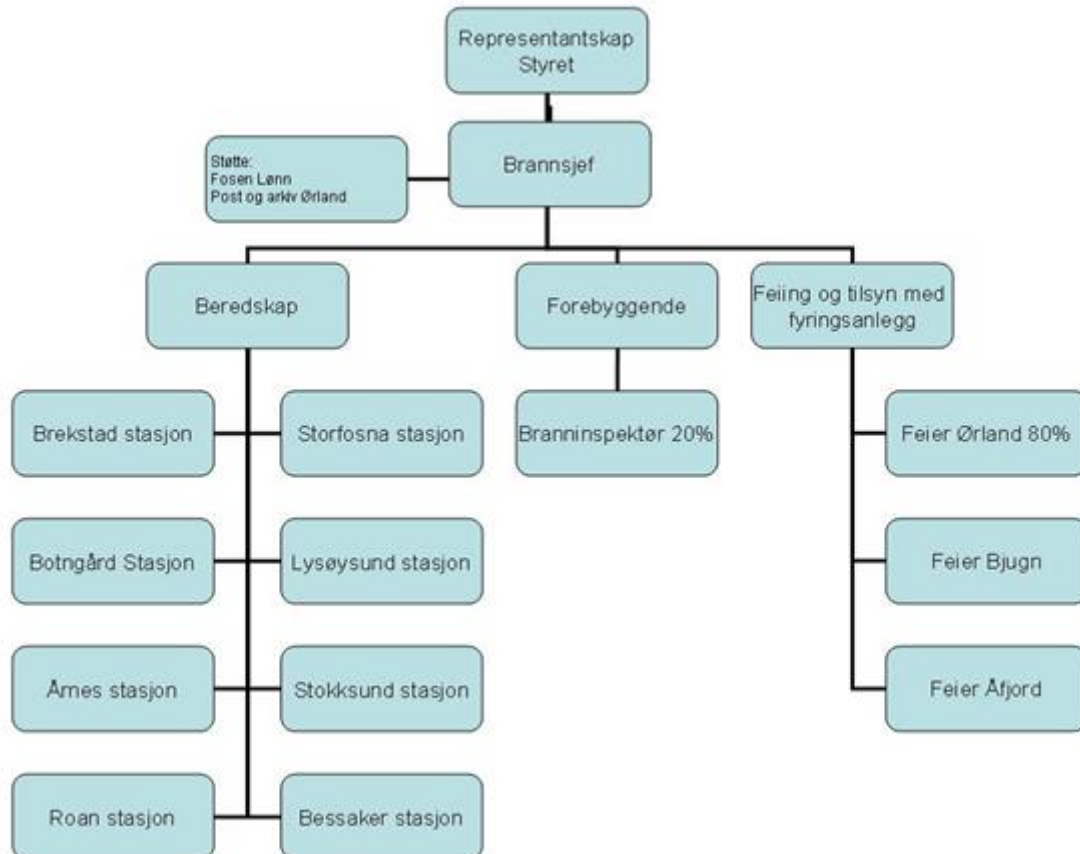 Representantskap
Styret
Brannsjef
Støtte:
Fosen Lønn
Post og arkiv Ørland
Beredskap
Forebyggende
Feiing og tilsyn med
fyringsanlegg
Brekstad stasjon
Storfosna stasjon
Branninspektør 20%
Feier Ørland 80%
Botngård Stasjon
Lysøysund stasjon
Feier Bjugn
Årnes stasjon
Stokksund stasjon
Feier Åfjord
Roan stasjon
Bessaker stasjon